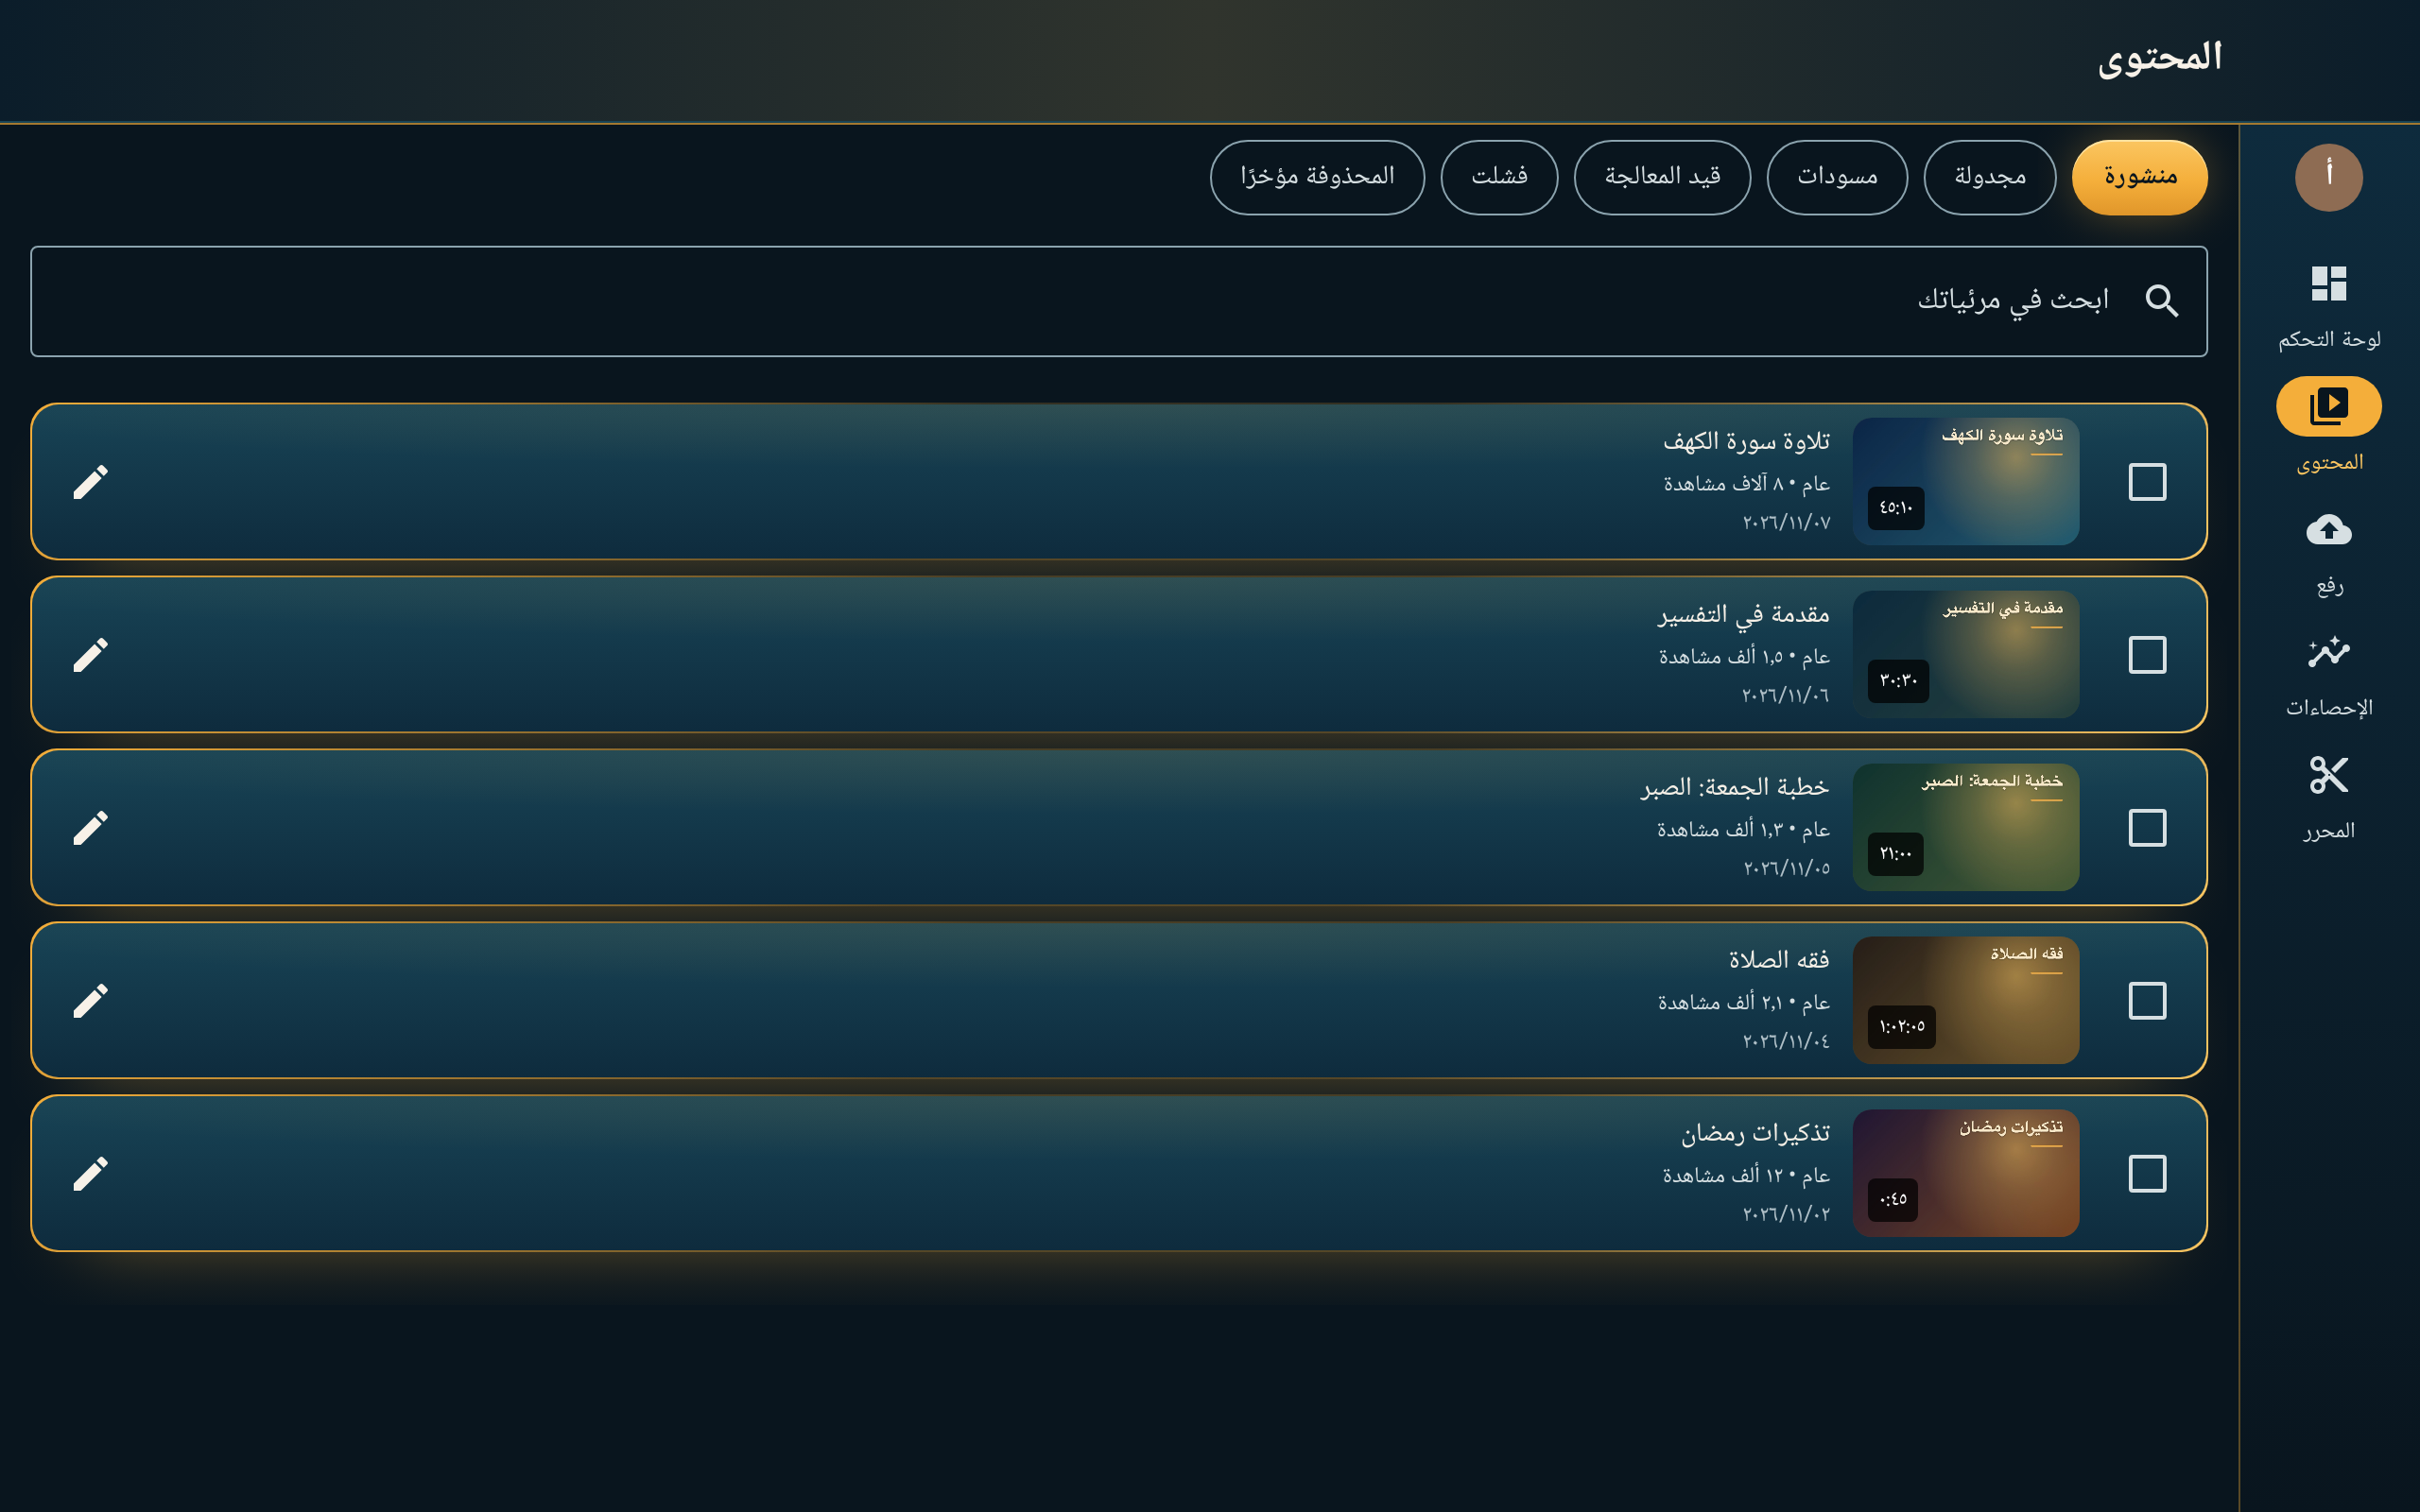 المحتوى
أ
لوحة التحكم
المحتوى
رفع
الإحصاءات
المحرر
منشورة
مجدولة
مسودات
قيد المعالجة
فشلت
المحذوفة مؤخرًا
ابحث في مرئياتك
تلاوة سورة الكهف
٤٥:١٠
تلاوة سورة الكهف
عام • ٨ آلاف مشاهدة
٢٠٢٦/١١/٠٧
مقدمة في التفسير
٣٠:٣٠
مقدمة في التفسير
عام • ١٫٥ ألف مشاهدة
٢٠٢٦/١١/٠٦
خطبة الجمعة: الصبر
٢١:٠٠
خطبة الجمعة: الصبر
عام • ١٫٣ ألف مشاهدة
٢٠٢٦/١١/٠٥
فقه الصلاة
١:٠٢:٠٥
فقه الصلاة
عام • ٢٫١ ألف مشاهدة
٢٠٢٦/١١/٠٤
تذكيرات رمضان
٠:٤٥
تذكيرات رمضان
عام • ١٢ ألف مشاهدة
٢٠٢٦/١١/٠٢